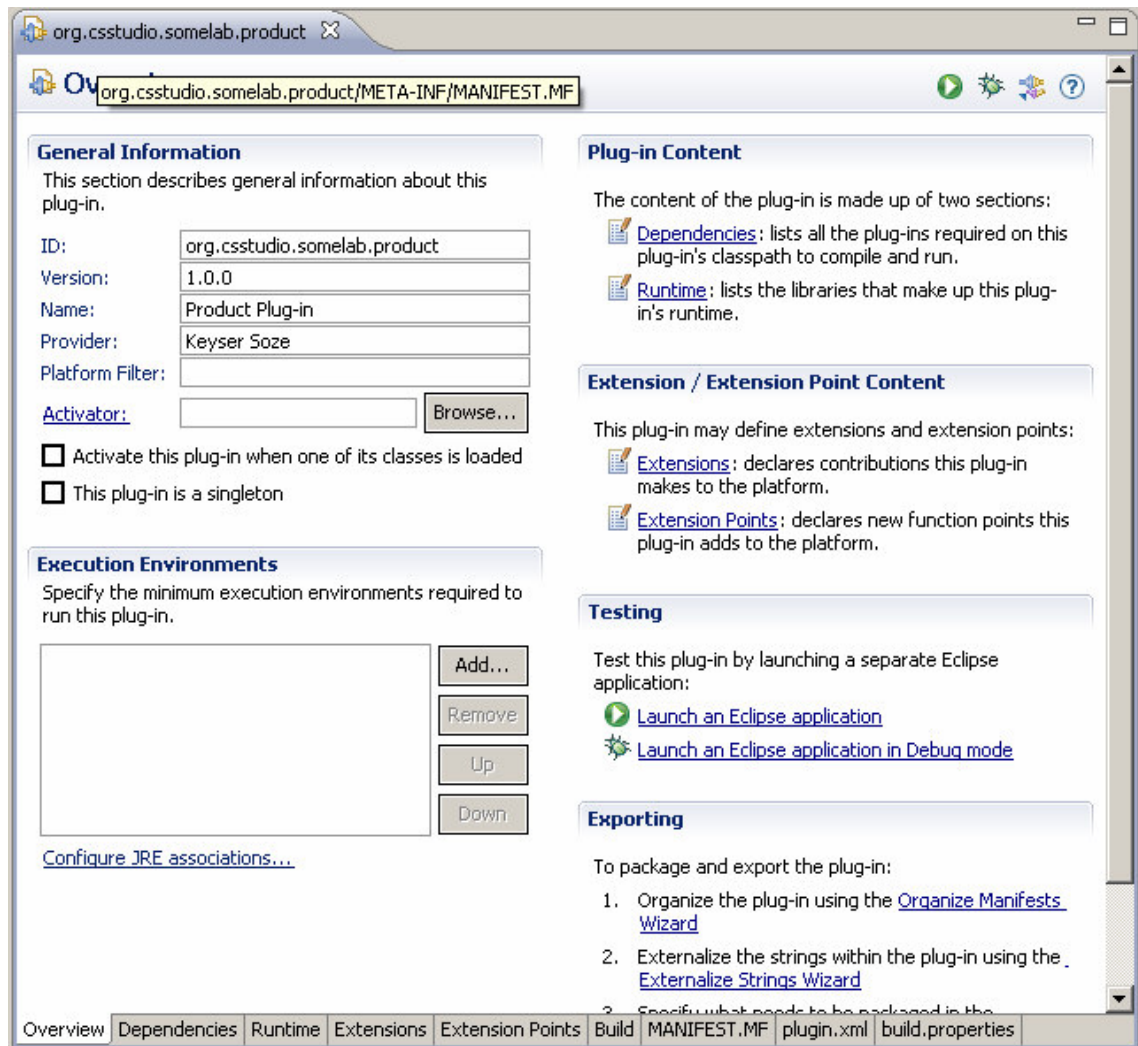 org.csstudio.somelab.product
Ov
org.csstudio.somelab.product/META-INF/MANIFEST.MF
General Information
This section describes general information about this
plug-in.
ID: org.csstudio.somelab.product
Version: 1.0.0
Name: Product Plug-in
Provider: Keyser Soze
Platform Filter:
Activator: Browse...
Activate this plug-in when one of its classes is loaded
This plug-in is a singleton
Execution Environments
Specify the minimum execution environments required to
run this plug-in.
Add...
Remove
Up
Down
Configure JRE associations...
Plug-in Content
The content of the plug-in is made up of two sections:
Dependencies: lists all the plug-ins required on this
plug-in's classpath to compile and run.
Runtime: lists the libraries that make up this plug-
in's runtime.
Extension / Extension Point Content
This plug-in may define extensions and extension points:
Extensions: declares contributions this plug-in
makes to the platform.
Extension Points: declares new function points this
plug-in adds to the platform.
Testing
Test this plug-in by launching a separate Eclipse
application:
Launch an Eclipse application
Launch an Eclipse application in Debug mode
Exporting
To package and export the plug-in:
1. Organize the plug-in using the Organize Manifests
Wizard
2. Externalize the strings within the plug-in using the
Externalize Strings Wizard
3. Specify what needs to be packaged in the
Overview Dependencies Runtime Extensions Extension Points Build MANIFEST.MF plugin.xml build.properties